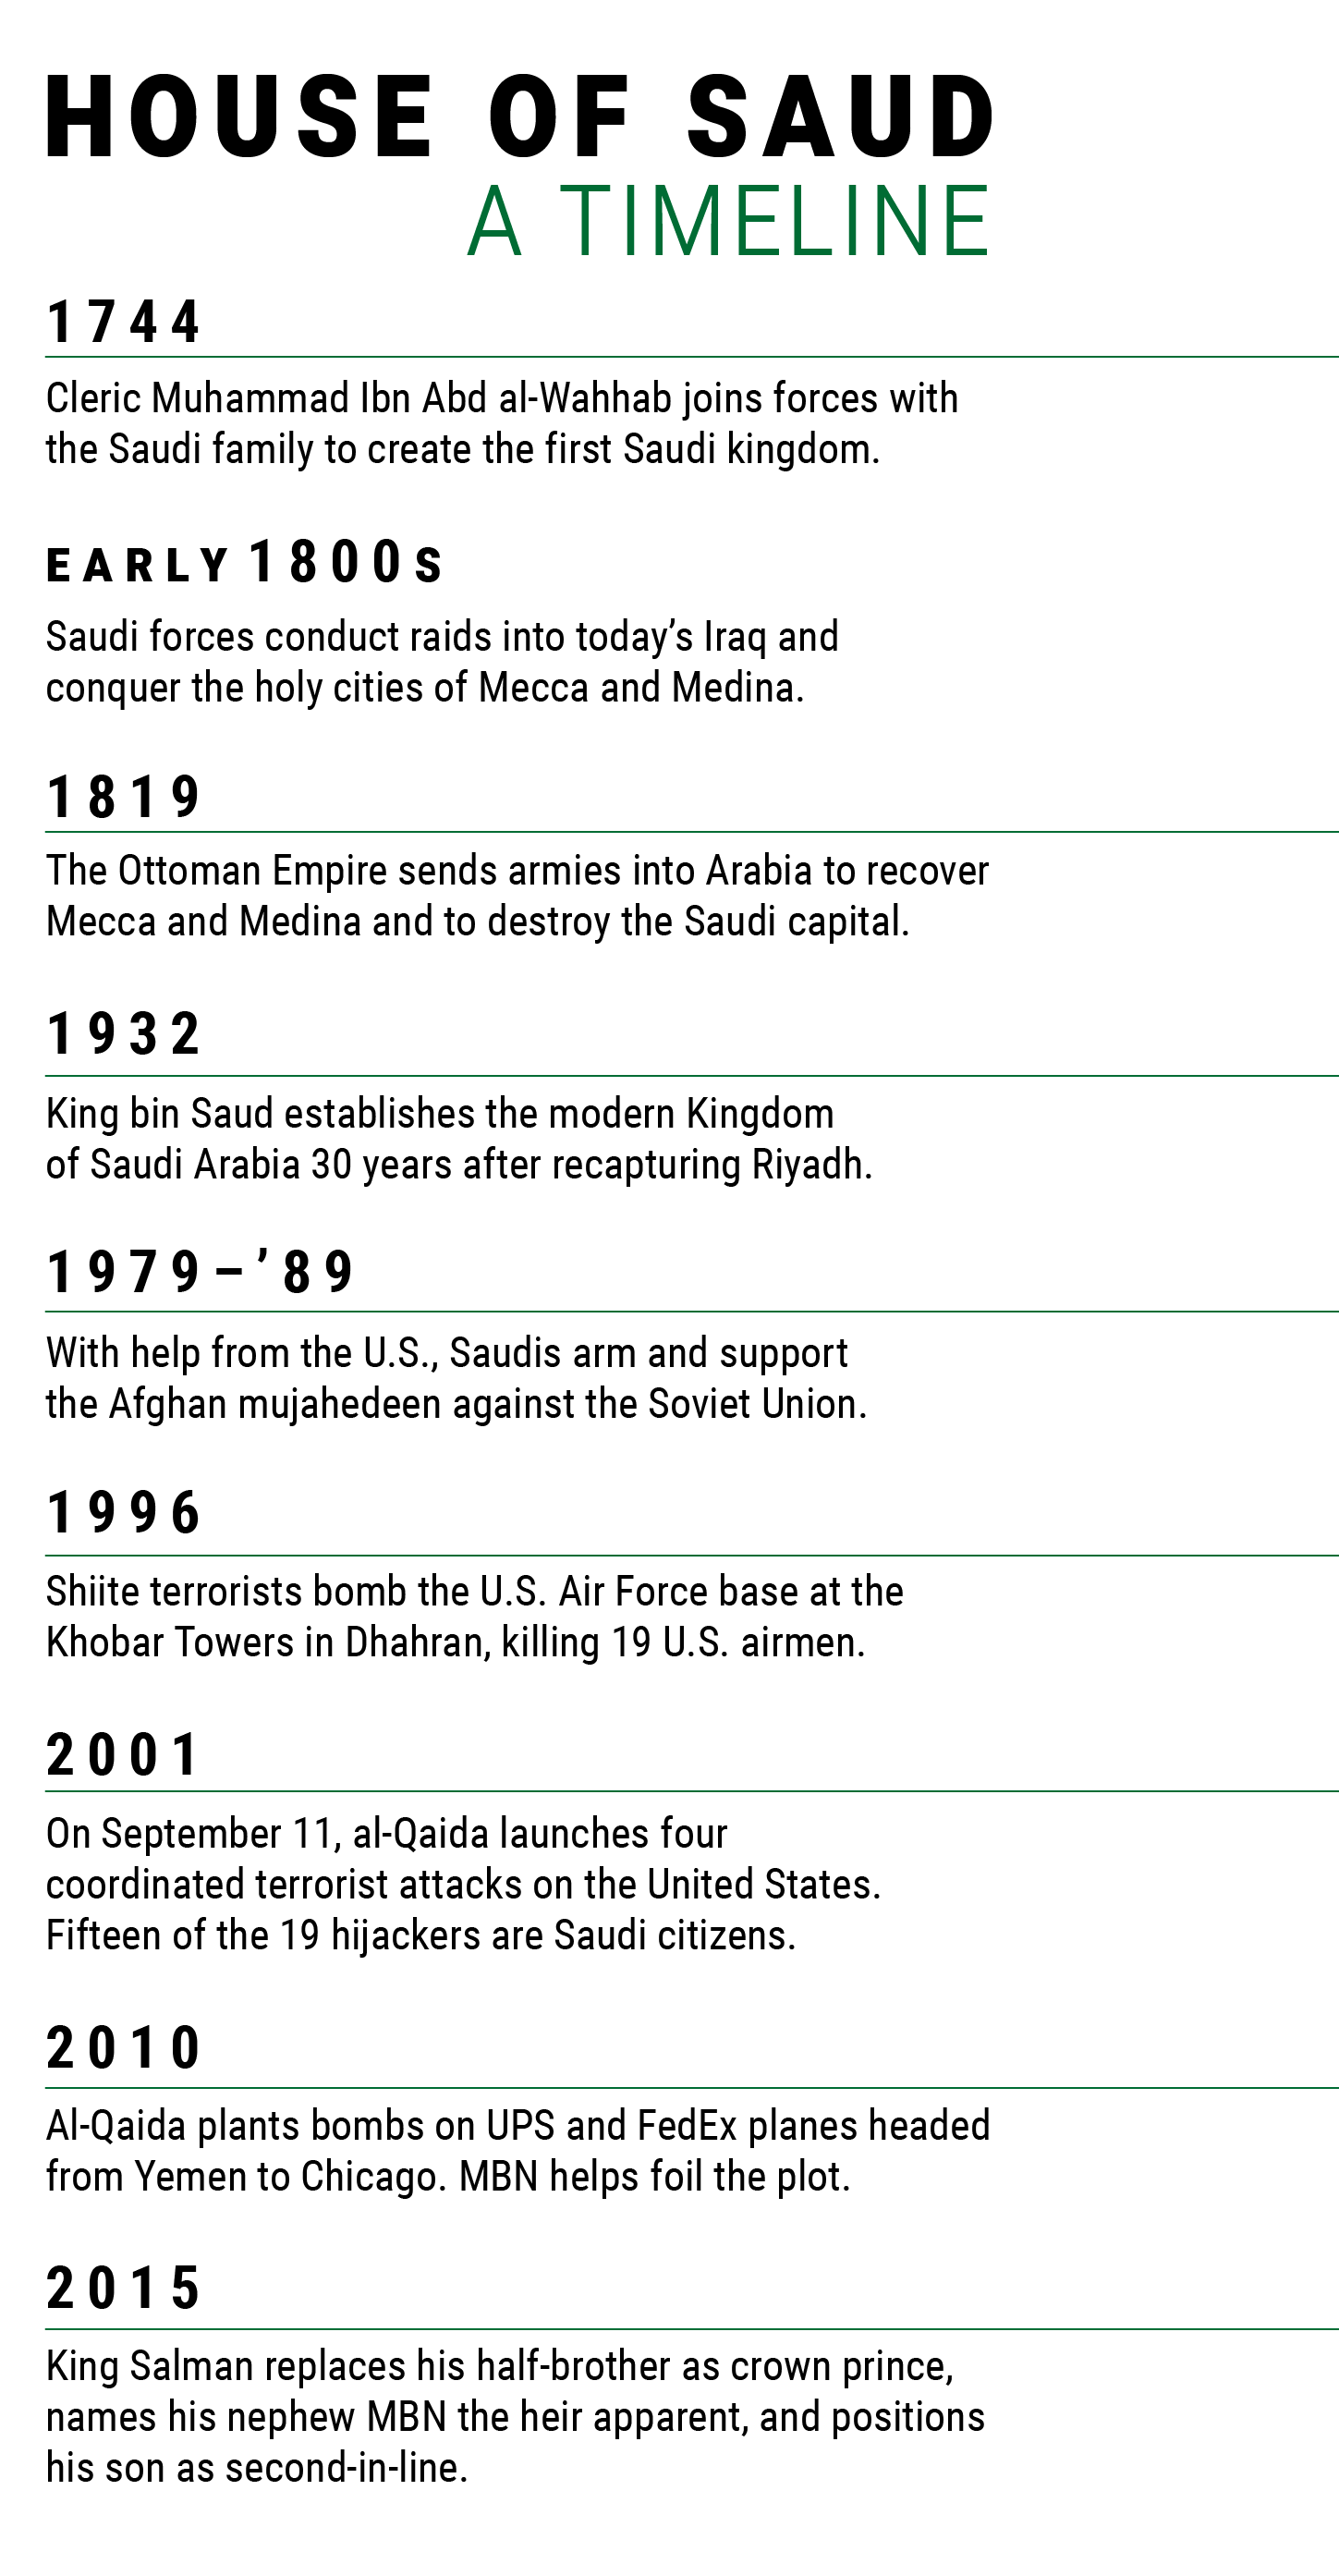 HOUSE OF SAUD
A TIMELINE
1744
Cleric Muhammad Ibn Abd al-Wahhab joins forces with
the Saudi family to create the first Saudi kingdom.
EARLY 1800S
Saudi forces conduct raids into today’s Iraq and
conquer the holy cities of Mecca and Medina.
1819
The Ottoman Empire sends armies into Arabia to recover
Mecca and Medina and to destroy the Saudi capital.
1932
King bin Saud establishes the modern Kingdom
of Saudi Arabia 30 years after recapturing Riyadh.
1979–’89
With help from the U.S., Saudis arm and support
the Afghan mujahedeen against the Soviet Union.
1996
Shiite terrorists bomb the U.S. Air Force base at the
Khobar Towers in Dhahran, killing 19 U.S. airmen.
2001
On September 11, al-Qaida launches four
coordinated terrorist attacks on the United States.
Fifteen of the 19 hijackers are Saudi citizens.
2010
Al-Qaida plants bombs on UPS and FedEx planes headed
from Yemen to Chicago. MBN helps foil the plot.
2015
King Salman replaces his half-brother as crown prince,
names his nephew MBN the heir apparent, and positions
his son as second-in-line.